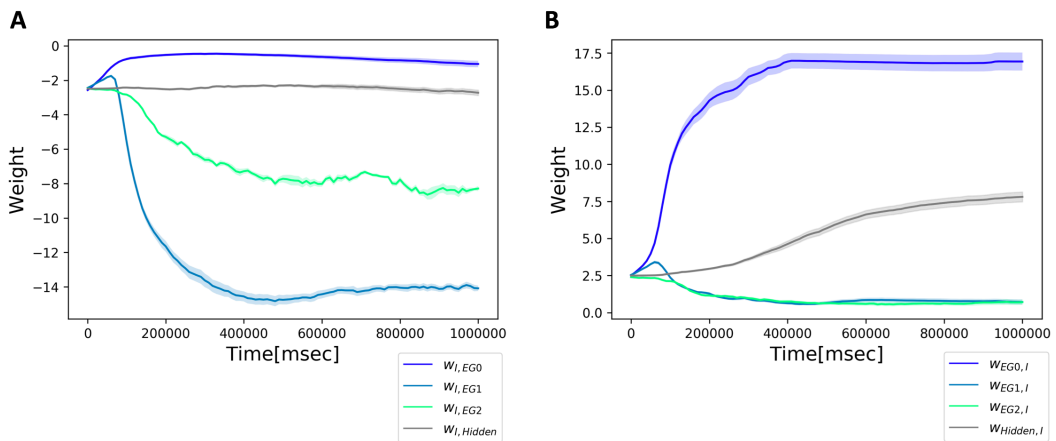 A
0
−2
−4
−6
−8
−10
−12
−14
Weight
0 200000 400000 600000 800000 1000000
Time[msec]
w_{I, EG0}
w_{I, EG1}
w_{I, EG2}
w_{I, Hidden}
B
17.5
15.0
12.5
10.0
7.5
5.0
2.5
0.0
Weight
0 200000 400000 600000 800000 1000000
Time[msec]
w_{EG0, I}
w_{EG1, I}
w_{EG2, I}
w_{Hidden, I}